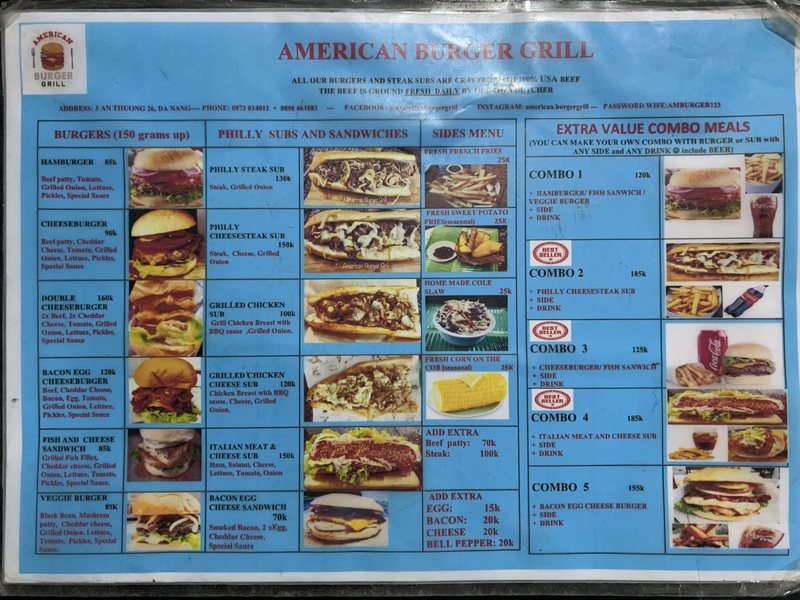 AMERICAN
BURGER
GRILL
AMERICAN BURGER GRILL
ALL OUR BURGERS AND STEAK SUBS ARE CRAFTED WITH 100% USA BEEF
THE BEEF IS GROUND FRESH DAILY BY OUR OWN BUTCHER
ADDRESS: 3 AN THUONG 26, DA NANG--- PHONE: 0972 014012 + 0898 661083 --- FACEBOOK: americanburgergrill --- INSTAGRAM: american.burgergrill --- PASSWORD WIFE:AMBURGER123
BURGERS (150 grams up)
HAMBURGER 85k
Beef patty, Tomato,
Grilled Onion, Lettuce,
Pickles, Special Sauce
CHEESEBURGER
90k
Beef patty, Cheddar
Cheese, Tomato, Grilled
Onion, Lettuce, Pickles,
Special Sauce
DOUBLE 160k
CHEESEBURGER
2x Beef, 2x Cheddar
Cheese, Tomato, Grilled
Onion, Lettuce, Pickles,
Special Sauce
BACON EGG 120k
CHEESEBURGER
Beef, Cheddar Cheese,
Bacon, Egg, Tomato,
Grilled Onion, Lettuce,
Pickles, Special Sauce
FISH AND CHEESE
SANDWICH 85k
Grilled Fish Fillet,
Cheddar cheese, Grilled
Onion, Lettuce, Tomato,
Pickles, Special Sauce.
VEGGIE BURGER
85K
Black Bean, Mushrom
patty, Cheddar cheese,
Grilled Onion, Lettuce,
Tomato, Pickles, Special
Sauce.
PHILLY SUBS AND SANDWICHES
PHILLY STEAK SUB
130k
Steak, Grilled Onion
PHILLY
CHEESESTEAK SUB
150k
Steak, Cheese, Grilled
Onion
American Burger Grill
GRILLED CHICKEN
SUB 100k
Grill Chicken Breast with
BBQ sause ,Grilled Onion.
GRILLED CHICKEN
CHEESE SUB 120k
Chicken Breast with BBQ
sause, Cheese, Grilled
Onion.
ITALIAN MEAT &
CHEESE SUB 150k
Ham, Salami, Cheese,
Lettuce, Tomato, Onion
BACON EGG
CHEESE SANDWICH
70k
Smoked Bacon, 2 xEgg,
Cheddar Cheese,
Special Sauce
SIDES MENU
FRESH FRENCH FRIES
25K
FRESH SWEET POTATO
FRIES(seasonal) 25K
HOME MADE COLE
SLAW 25k
FRESH CORN ON THE
COB (seasonal) 25K
ADD EXTRA
Beef patty: 70k
Steak: 100k
ADD EXTRA
EGG: 15k
BACON: 20k
CHEESE 20k
BELL PEPPER: 20k
EXTRA VALUE COMBO MEALS
(YOU CAN MAKE YOUR OWN COMBO WITH BURGER or SUB with
ANY SIDE and ANY DRINK ☺ include BEER)
COMBO 1 120k
+ HAMBURGER/ FISH SANWICH /
VEGGIE BURGER
+ SIDE
+ DRINK
BEST
SELLER
COMBO 2 185k
+ PHILLY CHEESESTEAK SUB
+ SIDE
+ DRINK
BEST
SELLER
COMBO 3 125k
+ CHEESEBURGER/ FISH SANWICH
+ SIDE
+ DRINK
Coca-Cola
BEST
SELLER
COMBO 4 185k
+ ITALIAN MEAT AND CHEESE SUB
+ SIDE
+ DRINK
COMBO 5 155k
+ BACON EGG CHEESE BURGER
+ SIDE
+ DRINK